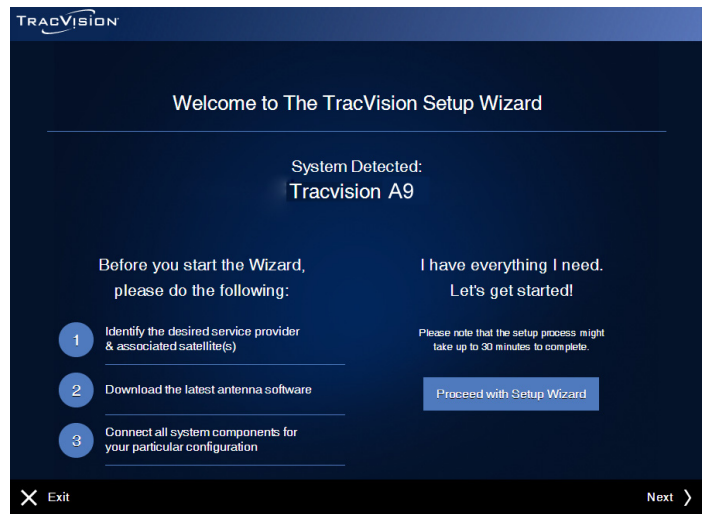 TRACVISION
Welcome to The TracVision Setup Wizard
System Detected:
Tracvision A9
Before you start the Wizard,
please do the following:
1
Identify the desired service provider
& associated satellite(s)
2
Download the latest antenna software
3
Connect all system components for
your particular configuration
I have everything I need.
Let's get started!
Please note that the setup process might
take up to 30 minutes to complete.
Proceed with Setup Wizard
Exit
Next